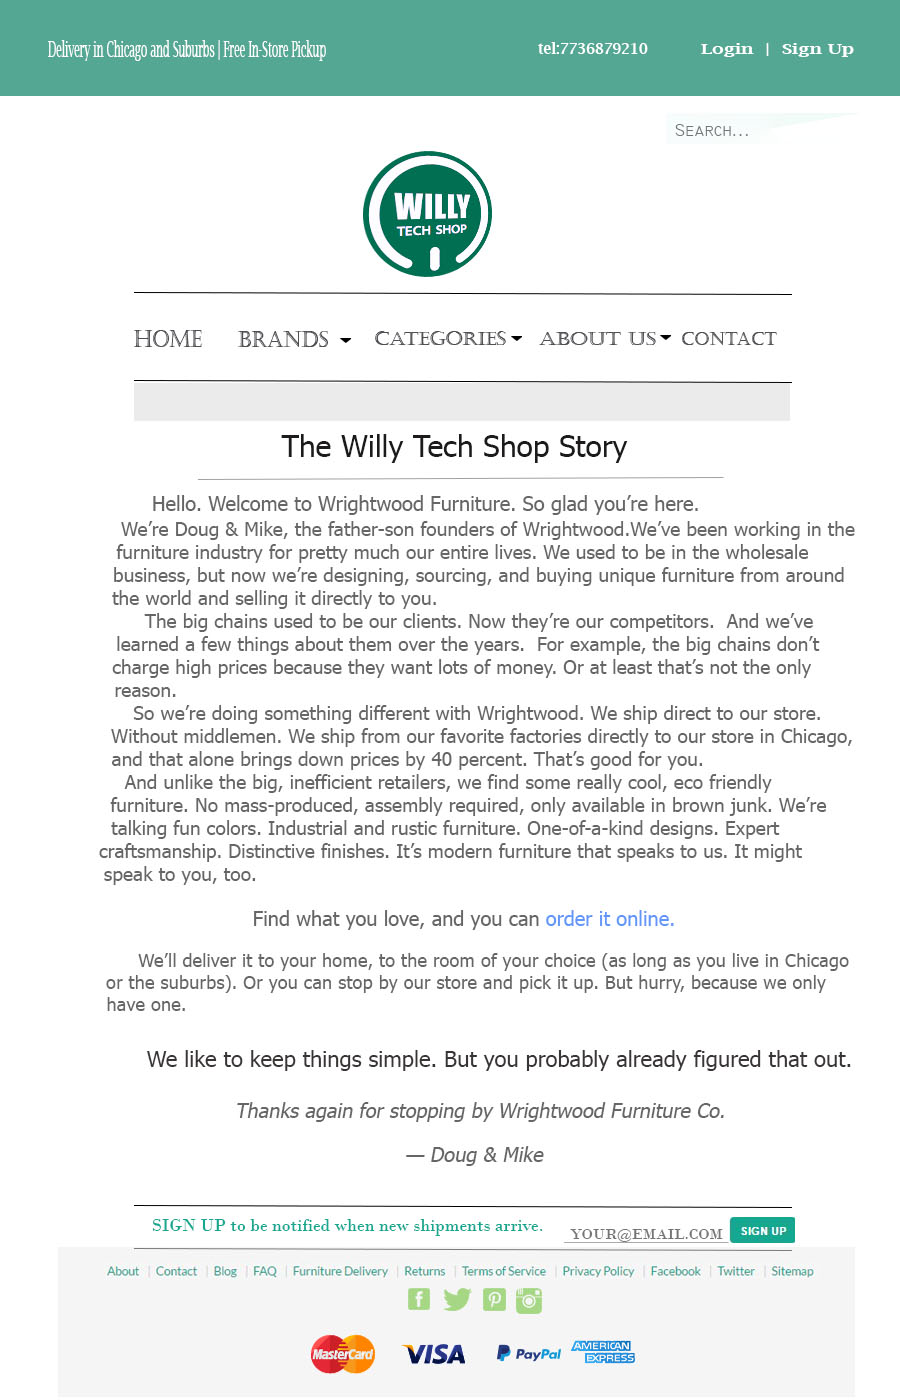 Delivery in Chicago and Suburbs | Free In-Store Pickup
tel:7736879210
Login | Sign Up
SEARCH...
WILLY
TECH SHOP
HOME BRANDS CATEGORIES ABOUT US CONTACT
The Willy Tech Shop Story
Hello. Welcome to Wrightwood Furniture. So glad you’re here.
We’re Doug & Mike, the father-son founders of Wrightwood.We’ve been working in the
furniture industry for pretty much our entire lives. We used to be in the wholesale
business, but now we’re designing, sourcing, and buying unique furniture from around
the world and selling it directly to you.
The big chains used to be our clients. Now they’re our competitors.  And we’ve
learned a few things about them over the years.  For example, the big chains don’t
charge high prices because they want lots of money. Or at least that’s not the only
reason.
So we’re doing something different with Wrightwood. We ship direct to our store.
Without middlemen. We ship from our favorite factories directly to our store in Chicago,
and that alone brings down prices by 40 percent. That’s good for you.
And unlike the big, inefficient retailers, we find some really cool, eco friendly
furniture. No mass-produced, assembly required, only available in brown junk. We’re
talking fun colors. Industrial and rustic furniture. One-of-a-kind designs. Expert
craftsmanship. Distinctive finishes. It’s modern furniture that speaks to us. It might
speak to you, too.
Find what you love, and you can order it online.
We’ll deliver it to your home, to the room of your choice (as long as you live in Chicago
or the suburbs). Or you can stop by our store and pick it up. But hurry, because we only
have one.
We like to keep things simple. But you probably already figured that out.
Thanks again for stopping by Wrightwood Furniture Co.
— Doug & Mike
SIGN UP to be notified when new shipments arrive.
YOUR@EMAIL.COM
SIGN UP
About | Contact | Blog | FAQ | Furniture Delivery | Returns | Terms of Service | Privacy Policy | Facebook | Twitter | Sitemap
MasterCard VISA PayPal AMERICAN EXPRESS